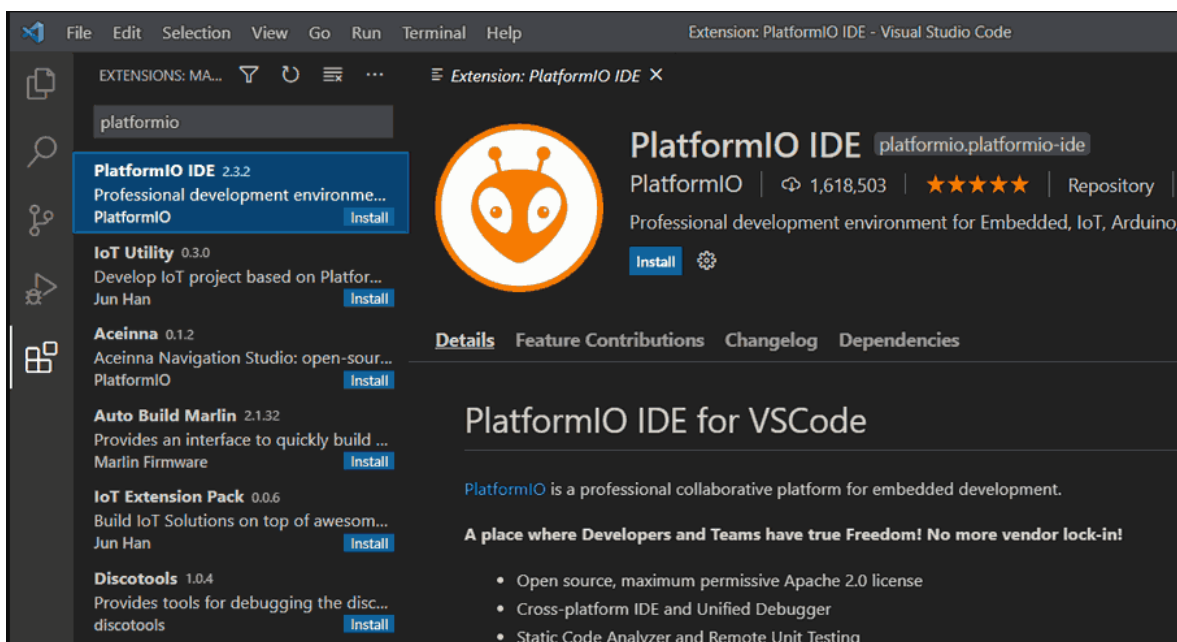 File Edit Selection View Go Run Terminal Help Extension: PlatformIO IDE - Visual Studio Code
EXTENSIONS: MA...
platformio
PlatformIO IDE 2.3.2
Professional development environme...
PlatformIO Install
IoT Utility 0.3.0
Develop IoT project based on Platfor...
Jun Han Install
Aceinna 0.1.2
Aceinna Navigation Studio: open-sour...
PlatformIO Install
Auto Build Marlin 2.1.32
Provides an interface to quickly build ...
Marlin Firmware Install
IoT Extension Pack 0.0.6
Build IoT Solutions on top of awesom...
Jun Han Install
Discotools 1.0.4
Provides tools for debugging the disc...
discotools Install
Extension: PlatformIO IDE
PlatformIO IDE platformio.platformio-ide
PlatformIO 1,618,503 Repository
Professional development environment for Embedded, IoT, Arduino,
Install
Details Feature Contributions Changelog Dependencies
PlatformIO IDE for VSCode
PlatformIO is a professional collaborative platform for embedded development.
A place where Developers and Teams have true Freedom! No more vendor lock-in!
• Open source, maximum permissive Apache 2.0 license
• Cross-platform IDE and Unified Debugger
• Static Code Analyzer and Remote Unit Testing